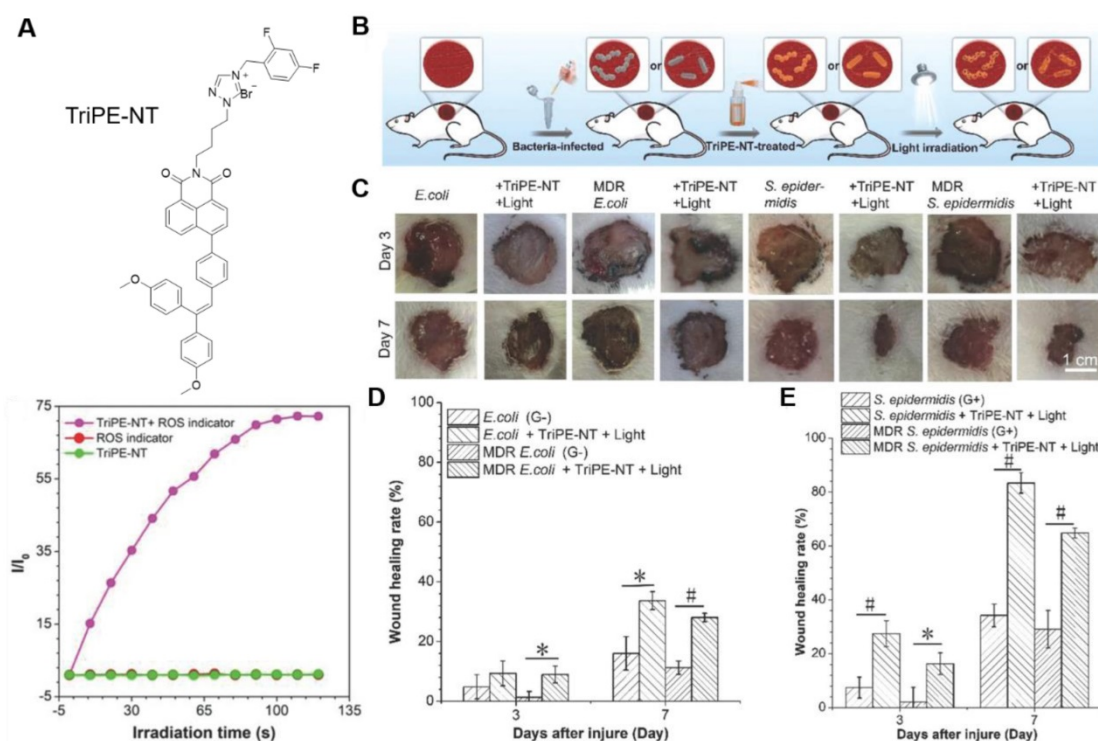 A
F
F
N
N
N
+
Br−
TriPE-NT
O
N
O
O
O
75
55
35
15
-5
I/I0
TriPE-NT+ ROS indicator
ROS indicator
TriPE-NT
-5 30 65 100 135
Irradiation time (s)
B
or
or
or
Bacteria-infected
TriPE-NT-treated
Light irradiation
C
E.coli
+TriPE-NT
+Light
MDR
E.coli
+TriPE-NT
+Light
S. epider-
midis
+TriPE-NT
+Light
MDR
S. epidermidis
+TriPE-NT
+Light
Day 3
Day 7
1 cm
D
E.coli (G-)
E.coli + TriPE-NT + Light
MDR E.coli (G-)
MDR E.coli + TriPE-NT + Light
100
80
60
40
20
0
Wound healing rate (%)
*
*
#
3 7
Days after injure (Day)
E
S. epidermidis (G+)
S. epidermidis + TriPE-NT + Light
MDR S. epidermidis (G+)
MDR S. epidermidis + TriPE-NT + Light
100
80
60
40
20
0
Wound healing rate (%)
#
*
#
#
3 7
Days after injure (Day)